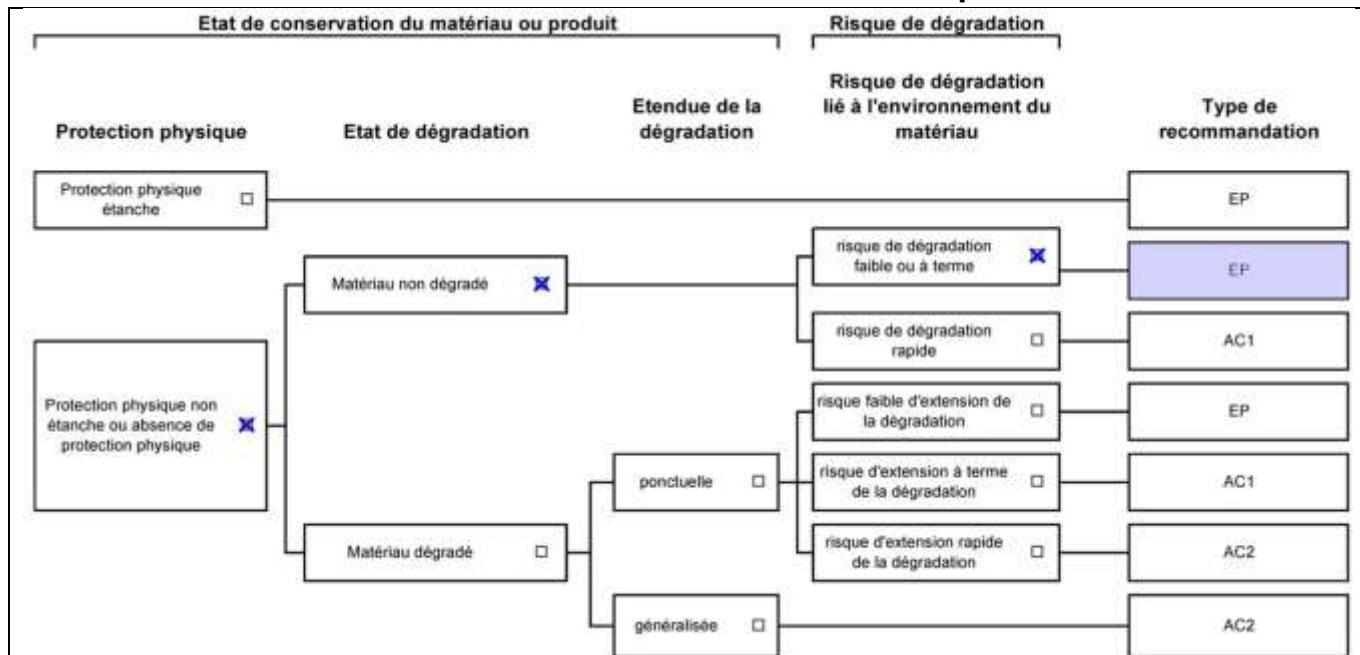 Etat de conservation du matériau ou produit
Risque de dégradation
Protection physique
Etat de dégradation
Etendue de la
dégradation
Risque de dégradation
lié à l'environnement du
matériau
Type de
recommandation
Protection physique
étanche
EP
Matériau non dégradé
risque de dégradation
faible ou à terme
EP
risque de dégradation
rapide
AC1
Protection physique non
étanche ou absence de
protection physique
risque faible d'extension de
la dégradation
EP
ponctuelle
risque d'extension à terme
de la dégradation
AC1
Matériau dégradé
risque d'extension rapide
de la dégradation
AC2
généralisée
AC2